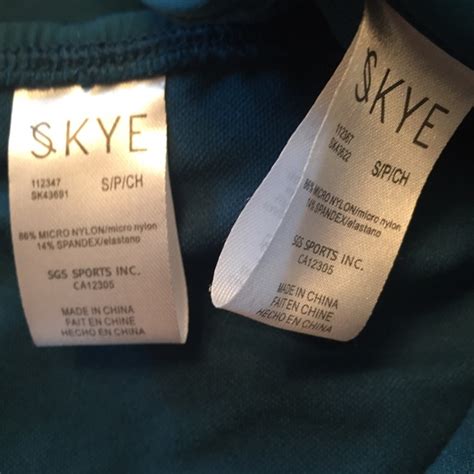 SKYE
112347 S/P/CH
SK43691
86% MICRO NYLON/micro nylon
14% SPANDEX/elastano
SGS SPORTS INC.
CA12305
MADE IN CHINA
FAIT EN CHINE
HECHO EN CHINA
SKYE
112367 S/P/CH
SK43622
86% MICRO NYLON/micro nylon
14% SPANDEX/elastano
SGS SPORTS INC.
CA12305
MADE IN CHINA
FAIT EN CHINE
HECHO EN CHINA